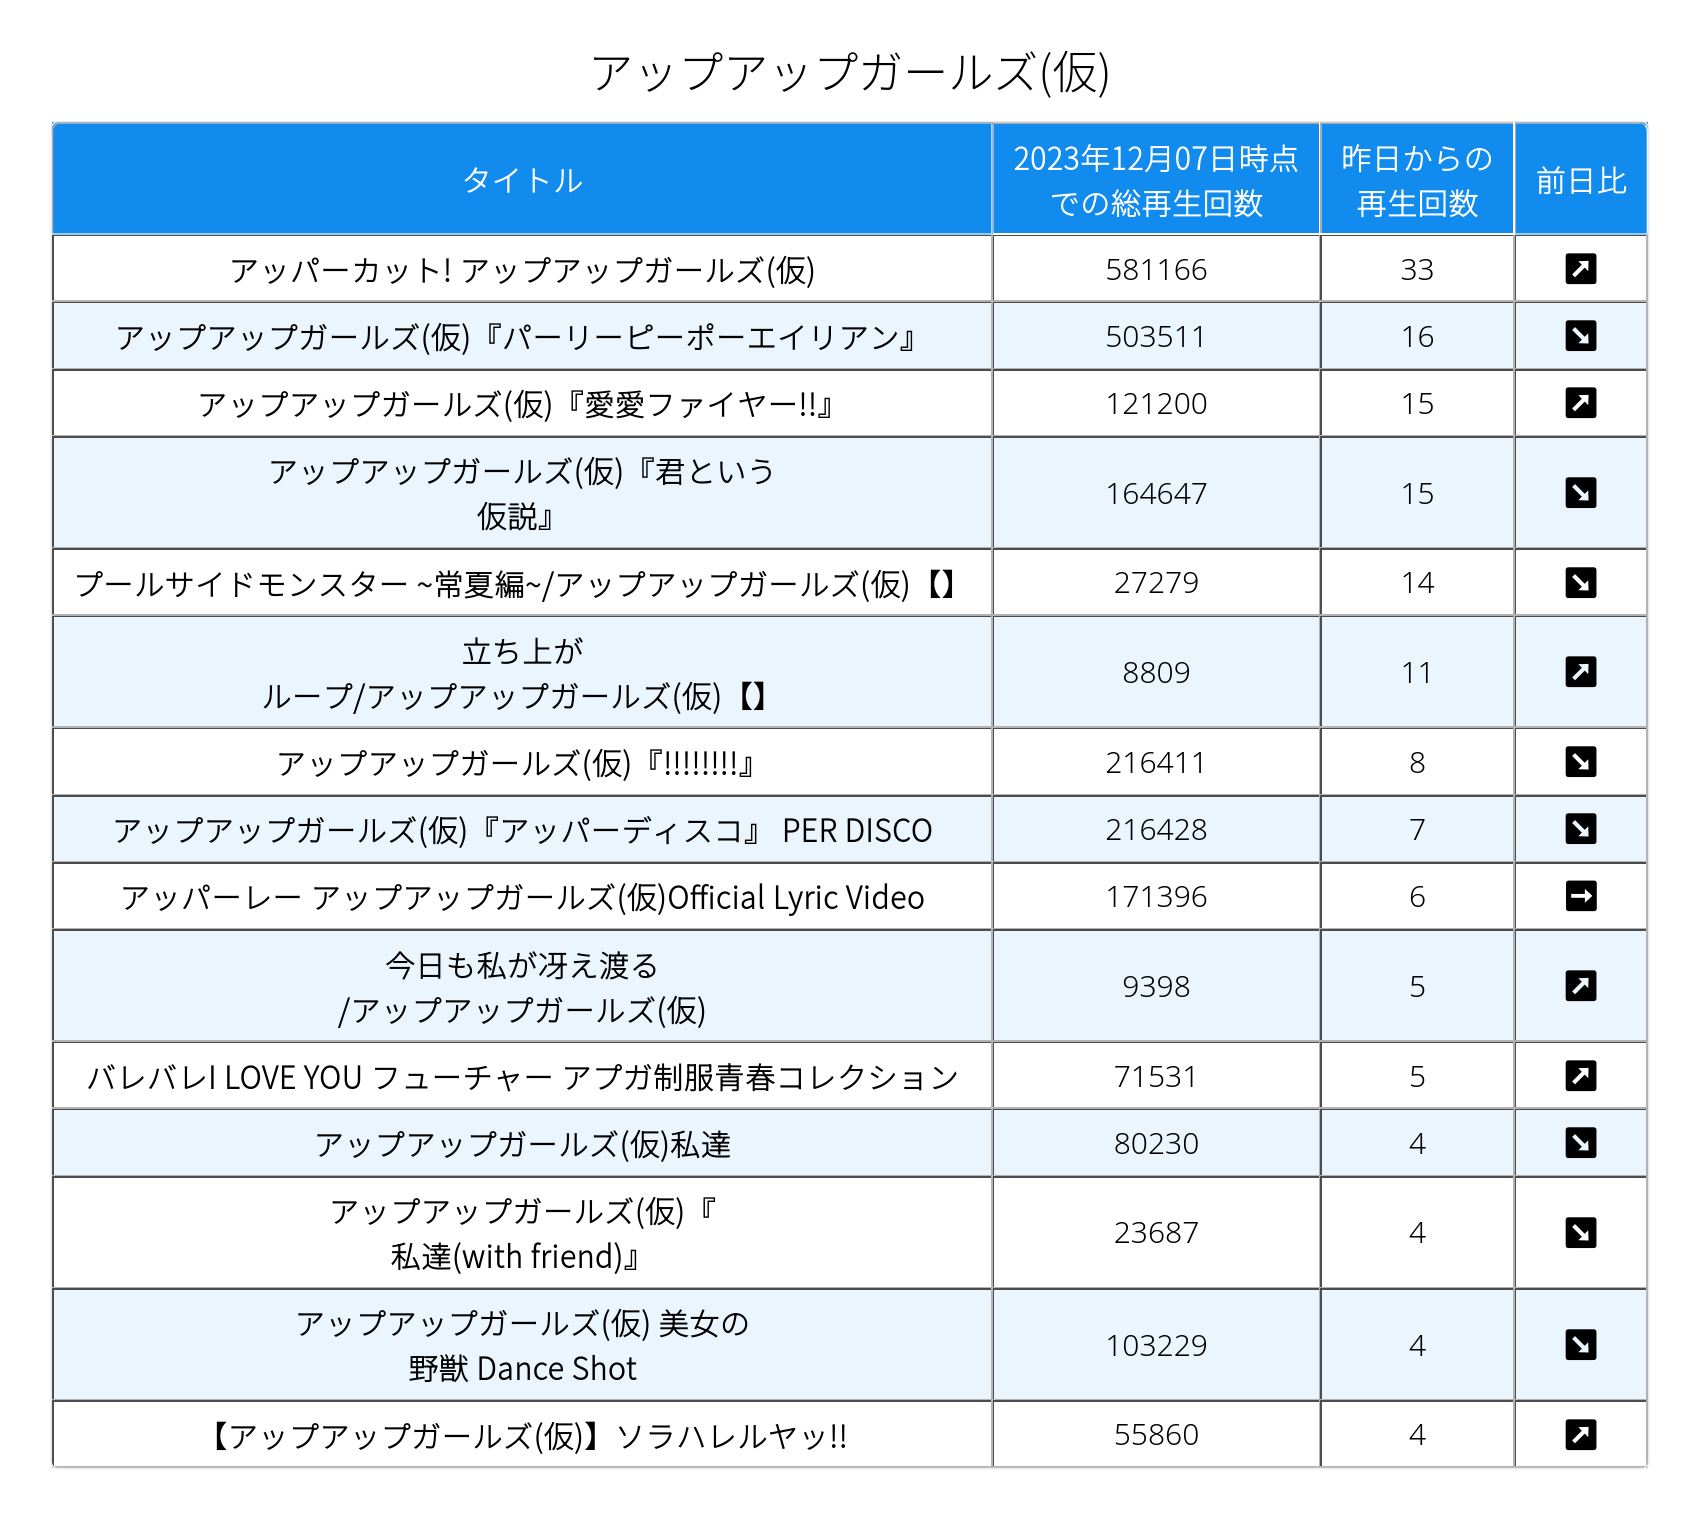 アップアップガールズ(仮)
タイトル
2023年12月07日時点
での総再生回数
昨日からの
再生回数
前日比
アッパーカット! アップアップガールズ(仮) 581166 33
アップアップガールズ(仮)『パーリーピーポーエイリアン』 503511 16
アップアップガールズ(仮)『愛愛ファイヤー!!』 121200 15
アップアップガールズ(仮)『君という
仮説』 164647 15
プールサイドモンスター ~常夏編~/アップアップガールズ(仮)【】 27279 14
立ち上が
ループ/アップアップガールズ(仮)【】 8809 11
アップアップガールズ(仮)『!!!!!!!!』 216411 8
アップアップガールズ(仮)『アッパーディスコ』 PER DISCO 216428 7
アッパーレー アップアップガールズ(仮)Official Lyric Video 171396 6
今日も私が冴え渡る
/アップアップガールズ(仮) 9398 5
バレバレI LOVE YOU フューチャー アプガ制服青春コレクション 71531 5
アップアップガールズ(仮)私達 80230 4
アップアップガールズ(仮)『
私達(with friend)』 23687 4
アップアップガールズ(仮) 美女の
野獣 Dance Shot 103229 4
【アップアップガールズ(仮)】ソラハレルヤッ!! 55860 4